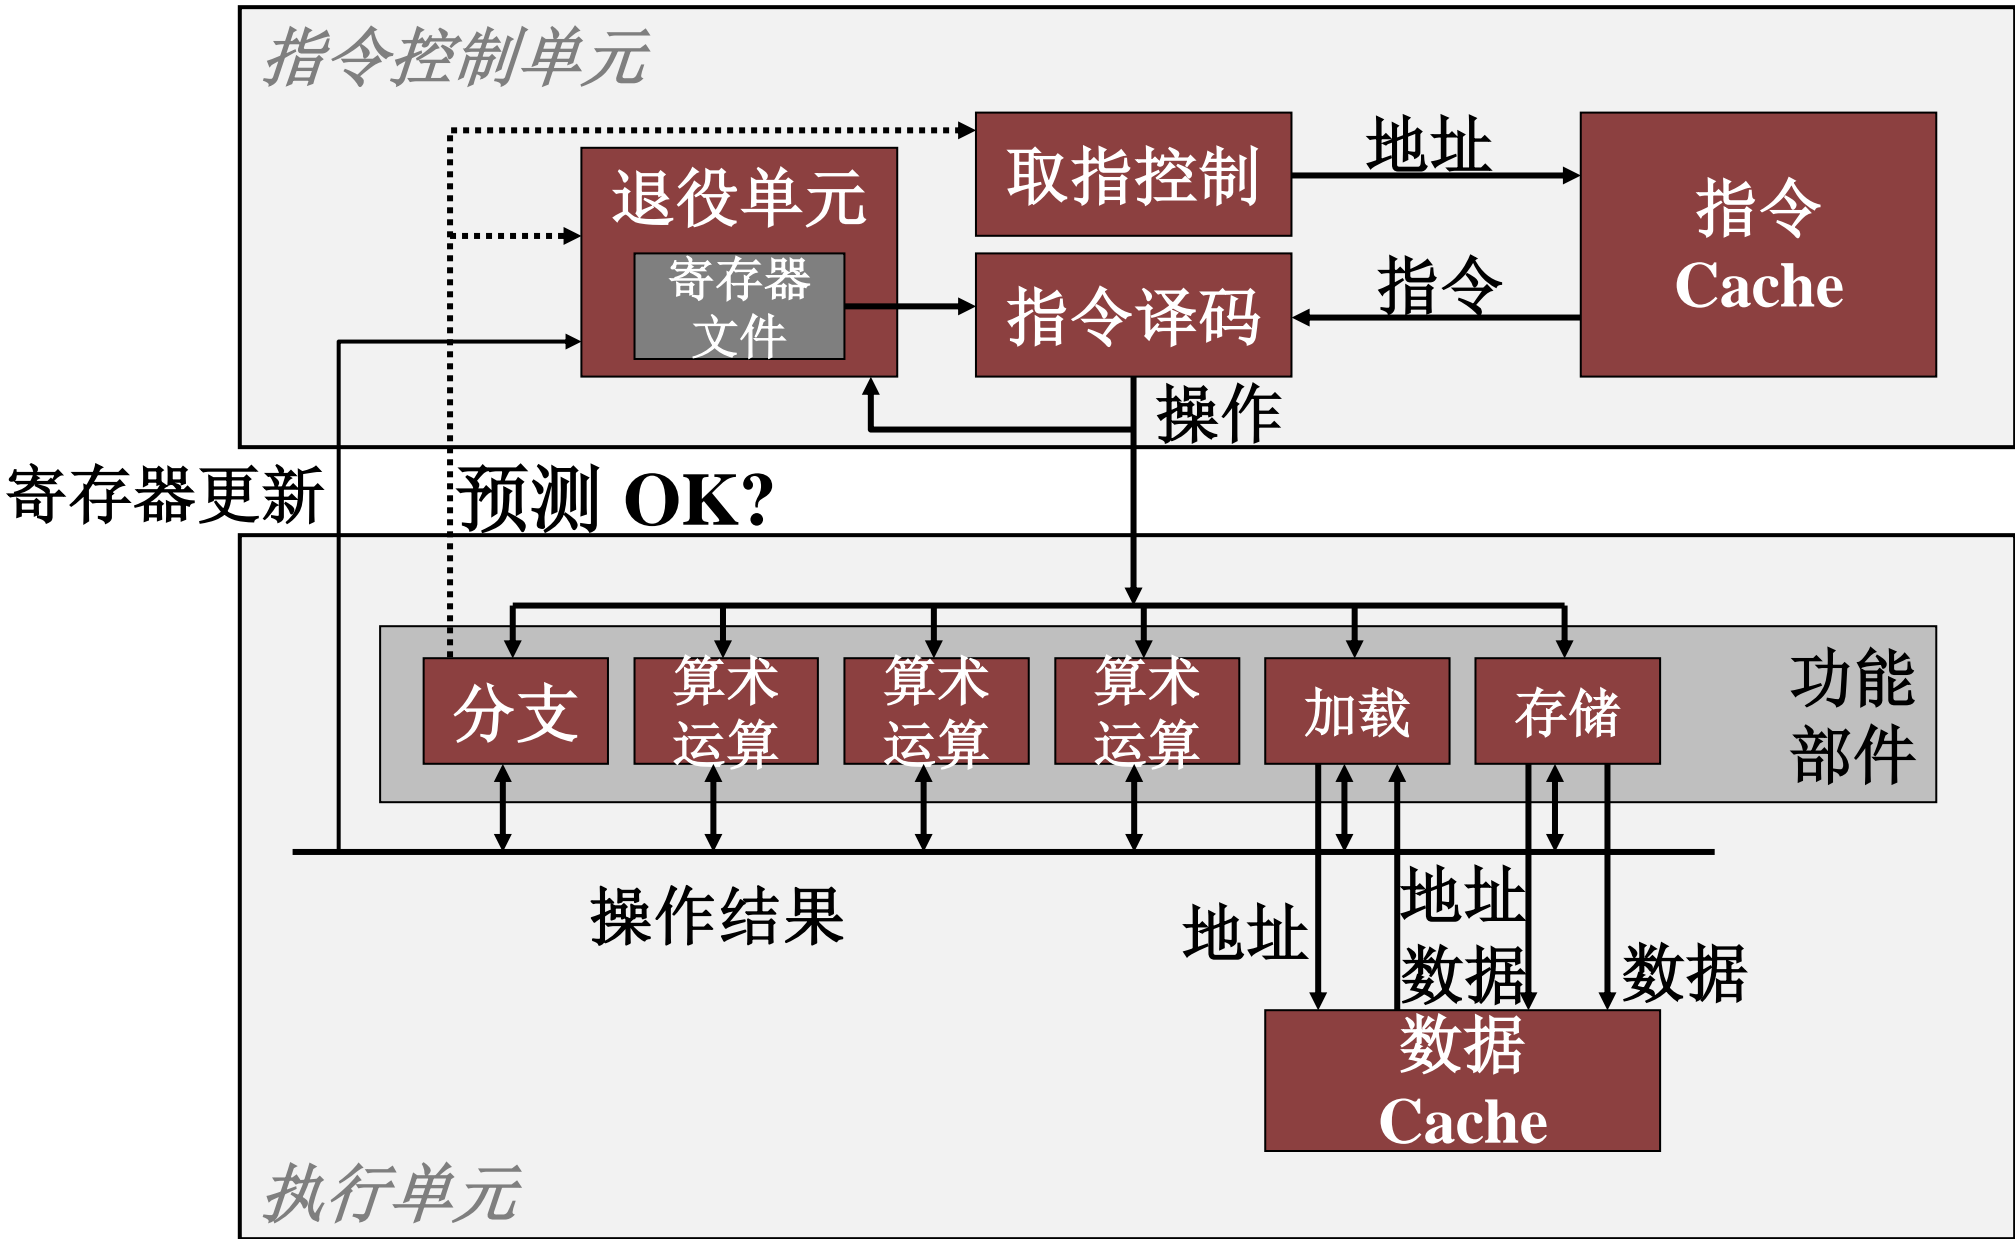 指令控制单元
取指控制
地址
指令
Cache
退役单元
寄存器
文件
指令译码
指令
操作
寄存器更新
预测 OK?
功能
部件
分支
算术
运算
算术
运算
算术
运算
加载
存储
操作结果
地址
地址
数据
数据
数据
Cache
执行单元